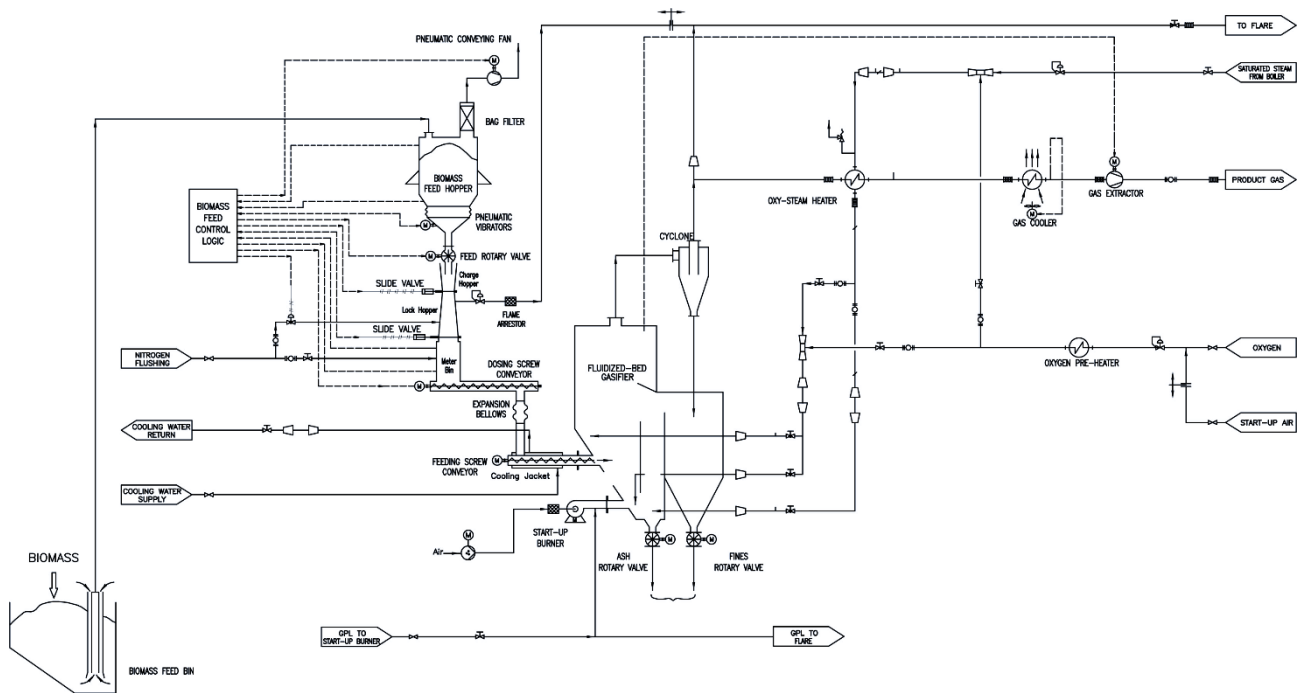 PNEUMATIC CONVEYING FAN
M
TO FLARE
SATURATED STEAM
FROM BOILER
BAG FILTER
BIOMASS
FEED HOPPER
M
PRODUCT GAS
OXY-STEAM HEATER
M
GAS COOLER
GAS EXTRACTOR
BIOMASS
FEED
CONTROL
LOGIC
M
PNEUMATIC
VIBRATORS
M
FEED ROTARY VALVE
CYCLONE
Charge
Hopper
SLIDE VALVE
Lock Hopper
FLAME
ARRESTOR
SLIDE VALVE
NITROGEN
FLUSHING
Meter
Bin
DOSING SCREW
CONVEYOR
M
FLUIDIZED-BED
GASIFIER
OXYGEN
OXYGEN PRE-HEATER
EXPANSION
BELLOWS
START-UP AIR
COOLING WATER
RETURN
M
FEEDING SCREW
CONVEYOR
Cooling Jacket
COOLING WATER
SUPPLY
START-UP
BURNER
M
Air
M
M
ASH
ROTARY VALVE
FINES
ROTARY VALVE
BIOMASS
GPL TO
START-UP BURNER
GPL TO
FLARE
BIOMASS FEED BIN